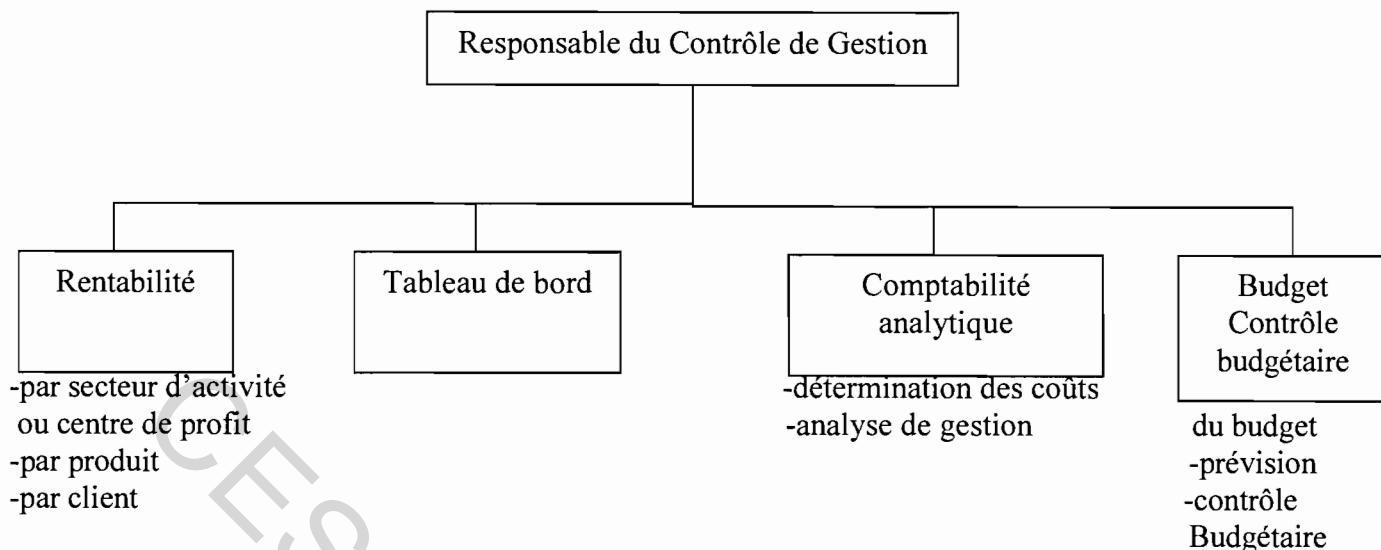 Responsable du Contrôle de Gestion
Rentabilité
-par secteur d'activité
ou centre de profit
-par produit
-par client
Tableau de bord
Comptabilité
analytique
-détermination des coûts
-analyse de gestion
Budget
Contrôle
budgétaire
du budget
-prévision
-contrôle
Budgétaire
CES